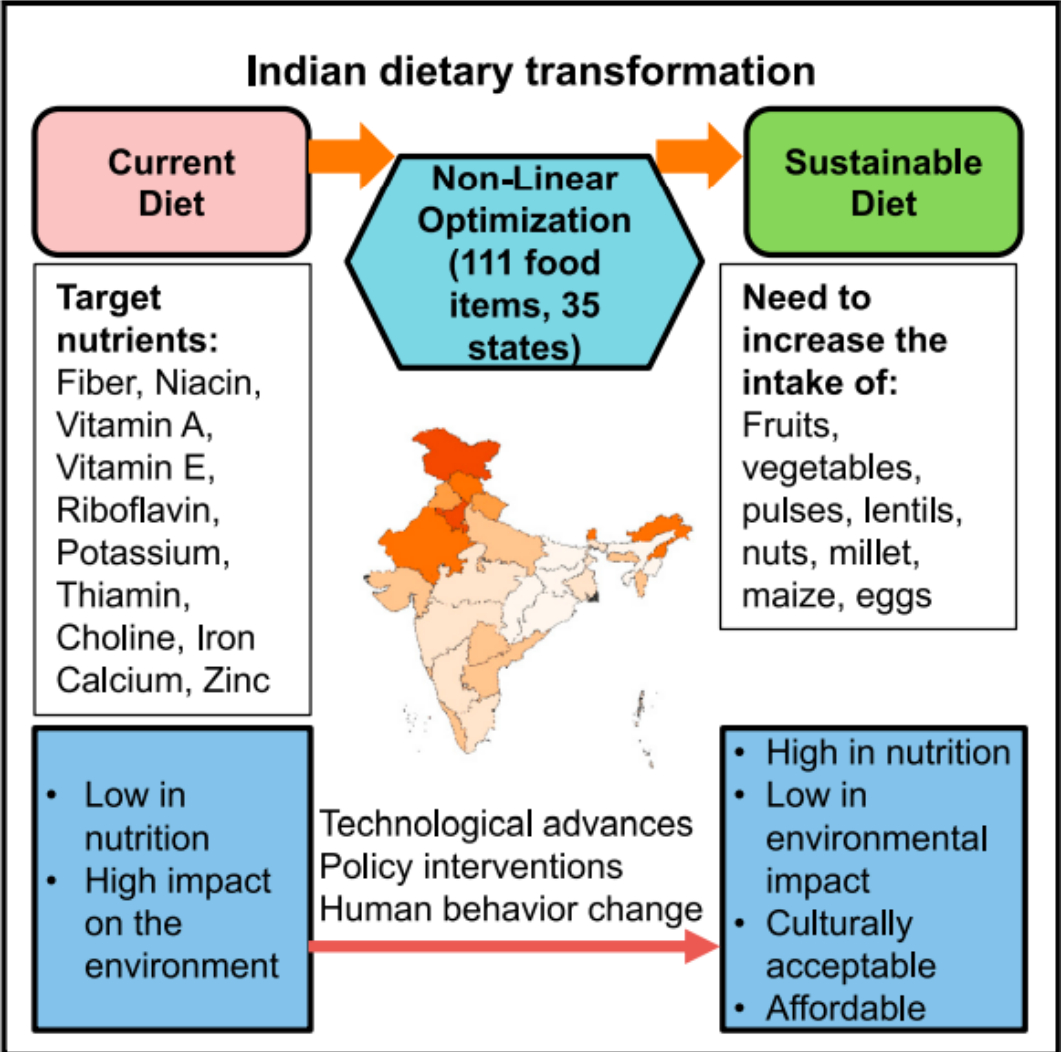 Indian dietary transformation
Current
Diet
Non-Linear
Optimization
(111 food
items, 35
states)
Sustainable
Diet
Target
nutrients:
Fiber, Niacin,
Vitamin A,
Vitamin E,
Riboflavin,
Potassium,
Thiamin,
Choline, Iron
Calcium, Zinc
Need to
increase the
intake of:
Fruits,
vegetables,
pulses, lentils,
nuts, millet,
maize, eggs
• Low in
nutrition
• High impact
on the
environment
Technological advances
Policy interventions
Human behavior change
• High in nutrition
• Low in
environmental
impact
• Culturally
acceptable
• Affordable